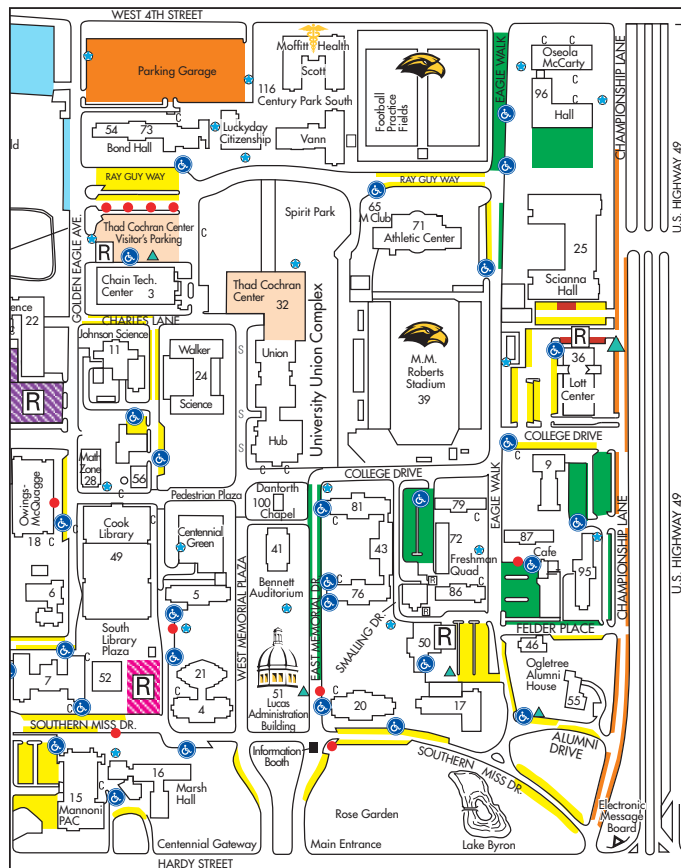 WEST 4TH STREET
Parking Garage
Moffitt Health
Scott
116
Century Park South
Football
Practice
Fields
EAGLE WALK
C C
Oseola
McCarty
96
Hall
C
CHAMPIONSHIP LANE
U.S. HIGHWAY 49
C
54 73
Bond Hall
Luckyday
Citizenship
Vann
ld
RAY GUY WAY
RAY GUY WAY
GOLDEN EAGLE AVE.
Thad Cochran Center
Visitor's Parking
R
C
Spirit Park
65
M Club
71
Athletic Center
25
Scianna
Hall
Chain Tech.
Center 3
Thad Cochran
Center
32
University Union Complex
CHARLES LANE
ence
22
Johnson Science
11
Walker
24
Science
S
Union
S
S
Hub
C C
M.M.
Roberts
Stadium
39
R
36
Lott
Center
C
R
COLLEGE DRIVE
COLLEGE DRIVE
Math
Zone
28
56
Owings-
McQuagge
18
C
Pedestrian Plaza
Danforth
100
Chapel
C
EAGLE WALK
9
C
Cook
Library
49
Centennial
Green
41
Bennett
Auditorium
81
43
76
C
79
72
Freshman
Quad
86
C
R
R
87
Cafe
C
95
CHAMPIONSHIP LANE
U.S. HIGHWAY 49
6
C
5
WEST MEMORIAL PLAZA
EAST MEMORIAL DR.
SMALLING DR.
FELDER PLACE
South
Library
Plaza
7
52
R
C
21
4
51
Lucas
Administration
Building
20
50
R
17
46
Ogletree
Alumni
House
55
SOUTHERN MISS DR.
SOUTHERN MISS DR.
ALUMNI
DRIVE
Information
Booth
15
Mannoni
PAC
C
16
Marsh
Hall
Rose Garden
Lake Byron
Electronic
Message
Board
Centennial Gateway
Main Entrance
HARDY STREET